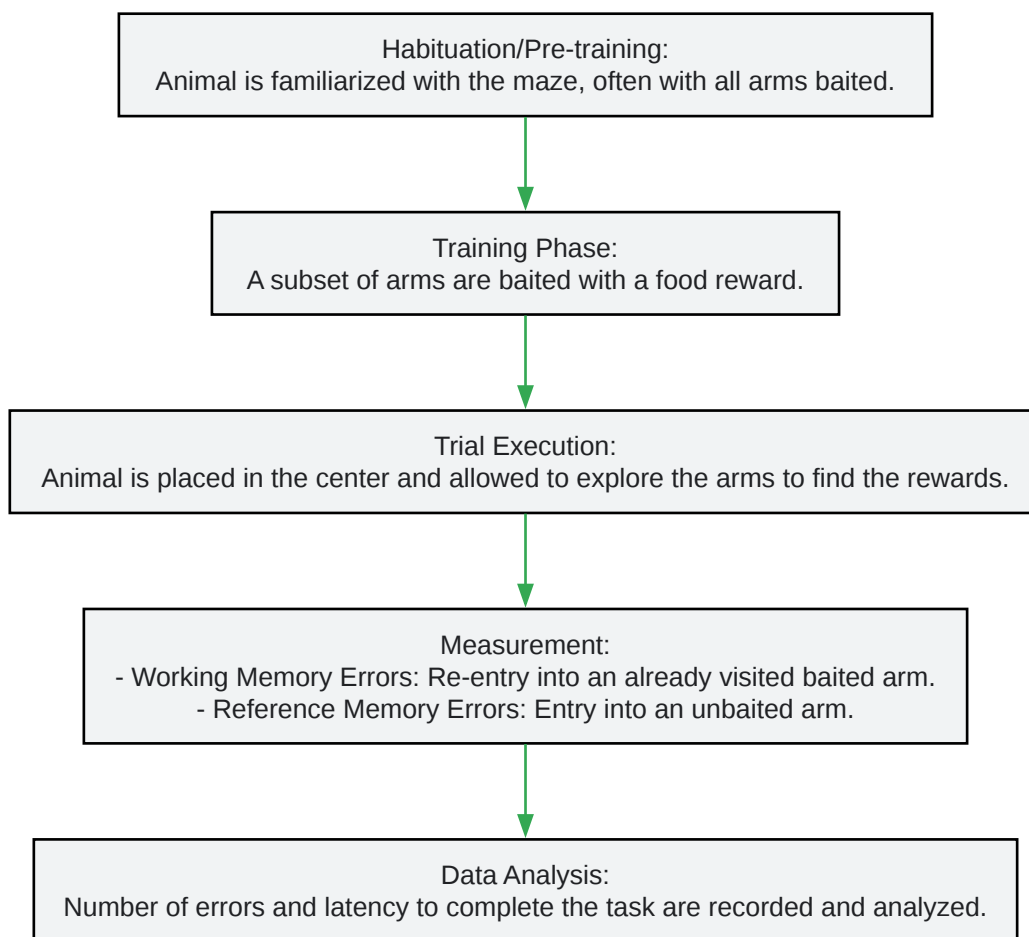 Habituation/Pre-training:
Animal is familiarized with the maze, often with all arms baited.
Training Phase:
A subset of arms are baited with a food reward.
Trial Execution:
Animal is placed in the center and allowed to explore the arms to find the rewards.
Measurement:
- Working Memory Errors: Re-entry into an already visited baited arm.
- Reference Memory Errors: Entry into an unbaited arm.
Data Analysis:
Number of errors and latency to complete the task are recorded and analyzed.